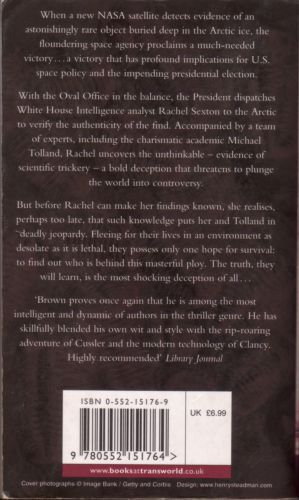 When a new NASA satellite detects evidence of an
astonishingly rare object buried deep in the Arctic ice, the
floundering space agency proclaims a much-needed
victory . . . a victory that has profound implications for U.S.
space policy and the impending presidential election.
With the Oval Office in the balance, the President dispatches
White House Intelligence analyst Rachel Sexton to the Arctic
to verify the authenticity of the find. Accompanied by a team
of experts, including the charismatic academic Michael
Tolland, Rachel uncovers the unthinkable – evidence of
scientific trickery – a bold deception that threatens to plunge
the world into controversy.
But before Rachel can make her findings known, she realises,
perhaps too late, that such knowledge puts her and Tolland in
deadly jeopardy. Fleeing for their lives in an environment as
desolate as it is lethal, they possess only one hope for survival:
to find out who is behind this masterful ploy. The truth, they
will learn, is the most shocking deception of all . . .
‘Brown proves once again that he is among the most
intelligent and dynamic of authors in the thriller genre. He has
skillfully blended his own wit and style with the rip-roaring
adventure of Cussler and the modern technology of Clancy.
Highly recommended’ Library Journal
ISBN 0-552-15176-9
UK £6.99
9 780552 151764 >
www.booksattransworld.co.uk
Cover photographs © Image Bank / Getty and Corbis Design: www.henrysteadman.com